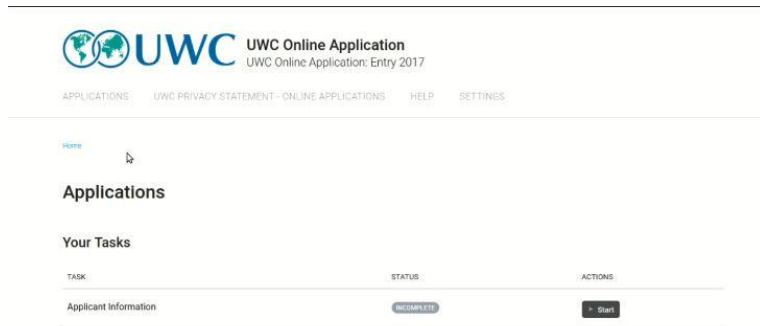 UWC
UWC Online Application
UWC Online Application: Entry 2017
APPLICATIONS UWC PRIVACY STATEMENT - ONLINE APPLICATIONS HELP SETTINGS
Home
Applications
Your Tasks
TASK STATUS ACTIONS
Applicant Information INCOMPLETE Start